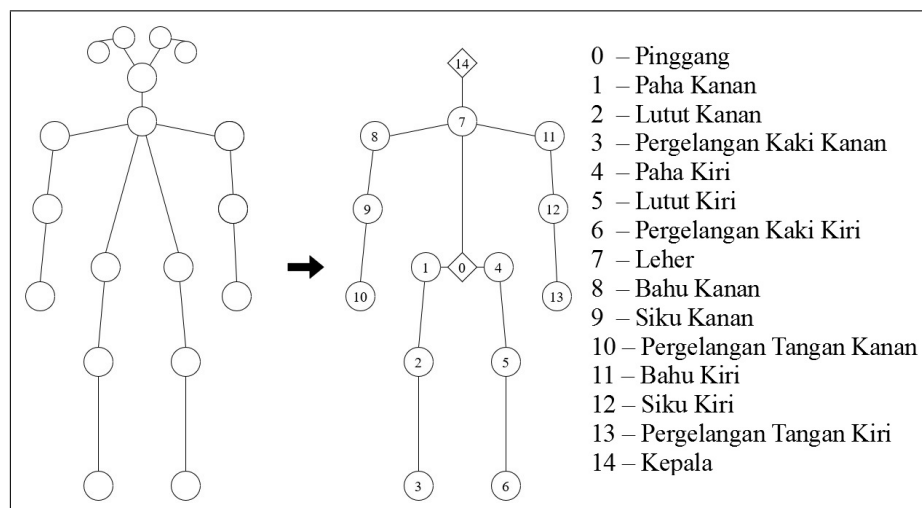 14
7
8
11
9
12
1
0
4
10
13
2
5
3
6
0 – Pinggang
1 – Paha Kanan
2 – Lutut Kanan
3 – Pergelangan Kaki Kanan
4 – Paha Kiri
5 – Lutut Kiri
6 – Pergelangan Kaki Kiri
7 – Leher
8 – Bahu Kanan
9 – Siku Kanan
10 – Pergelangan Tangan Kanan
11 – Bahu Kiri
12 – Siku Kiri
13 – Pergelangan Tangan Kiri
14 – Kepala